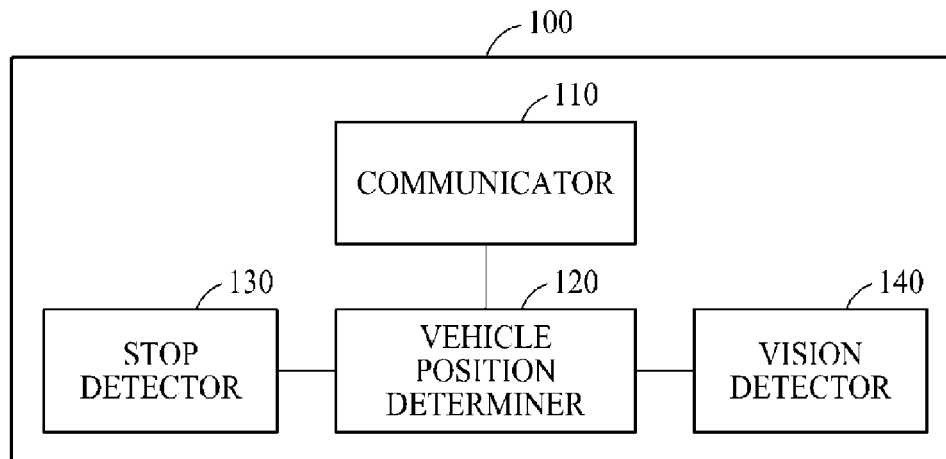 100
110
COMMUNICATOR
130
120
140
STOP
DETECTOR
VEHICLE
POSITION
DETERMINER
VISION
DETECTOR